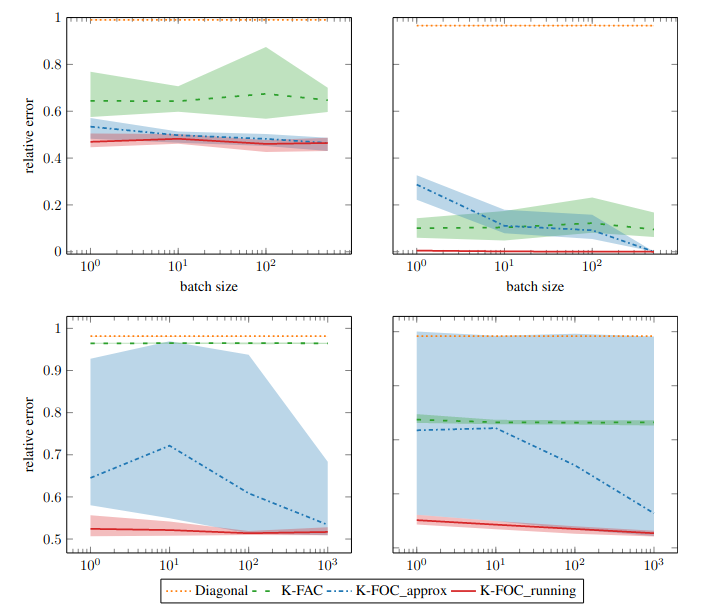 1
0.8
0.6
0.4
0.2
0
relative error
10^0 10^1 10^2
batch size
10^0 10^1 10^2
batch size
1
0.9
0.8
0.7
0.6
0.5
relative error
10^0 10^1 10^2 10^3
10^0 10^1 10^2 10^3
Diagonal K-FAC K-FOC_approx K-FOC_running